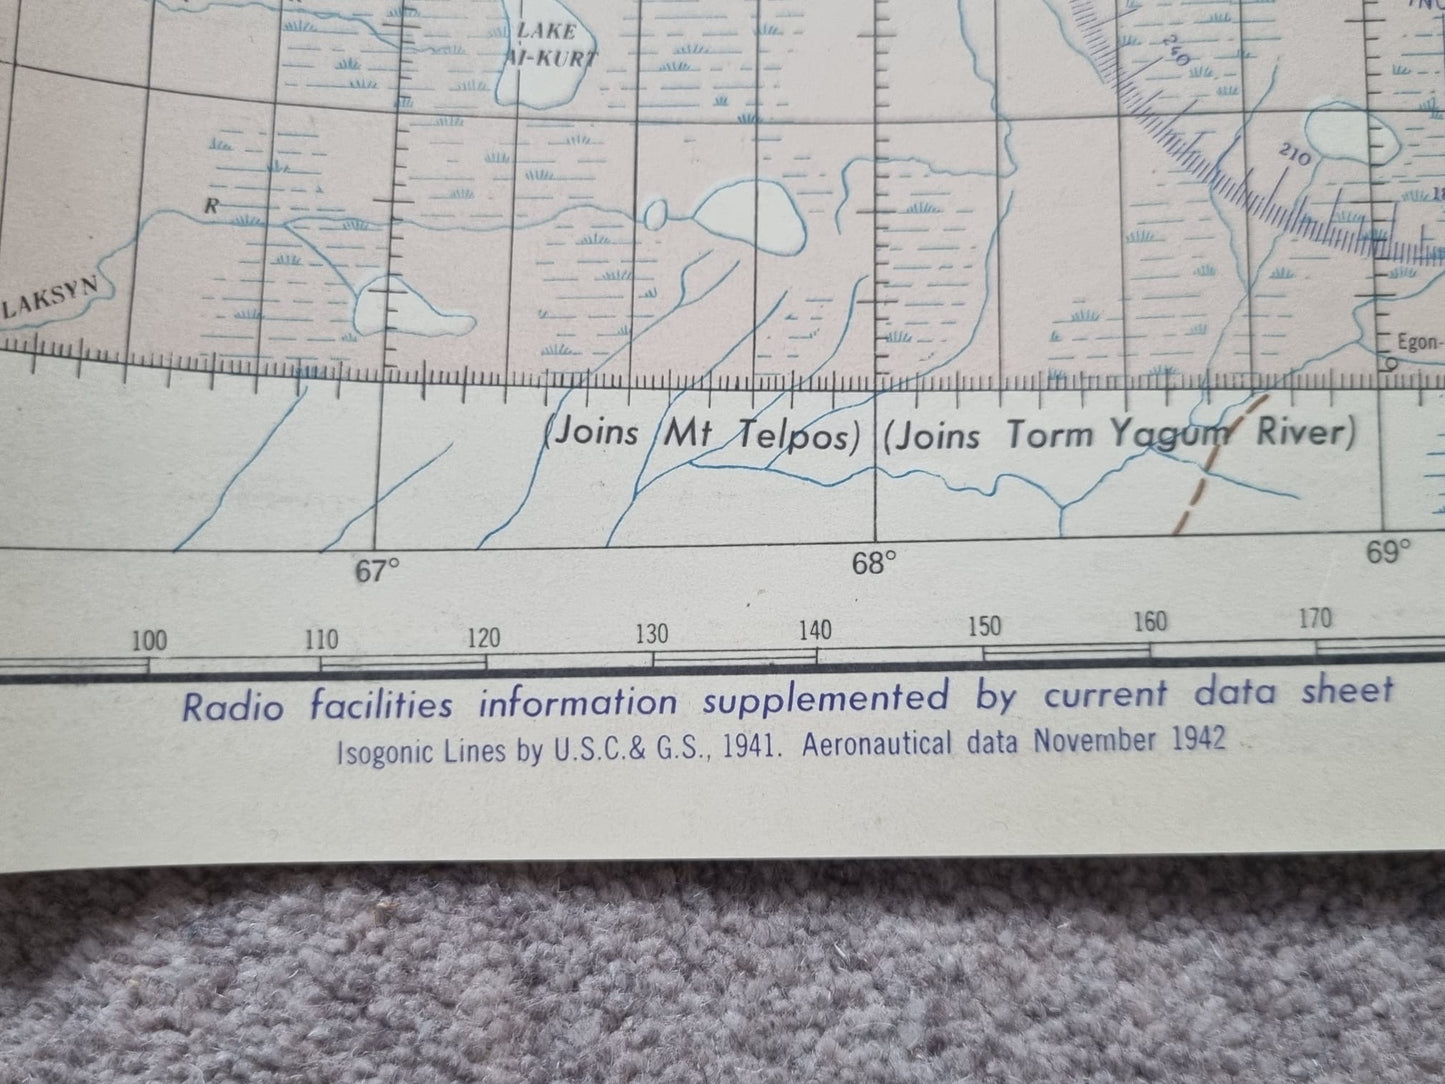 LAKE
AI-KURT
250
210
R
LAKSYN
Egon-
(Joins Mt Telpos) (Joins Torm Yagum River)
67° 68° 69°
100 110 120 130 140 150 160 170
Radio facilities information supplemented by current data sheet
Isogonic Lines by U.S.C.& G.S., 1941. Aeronautical data November 1942